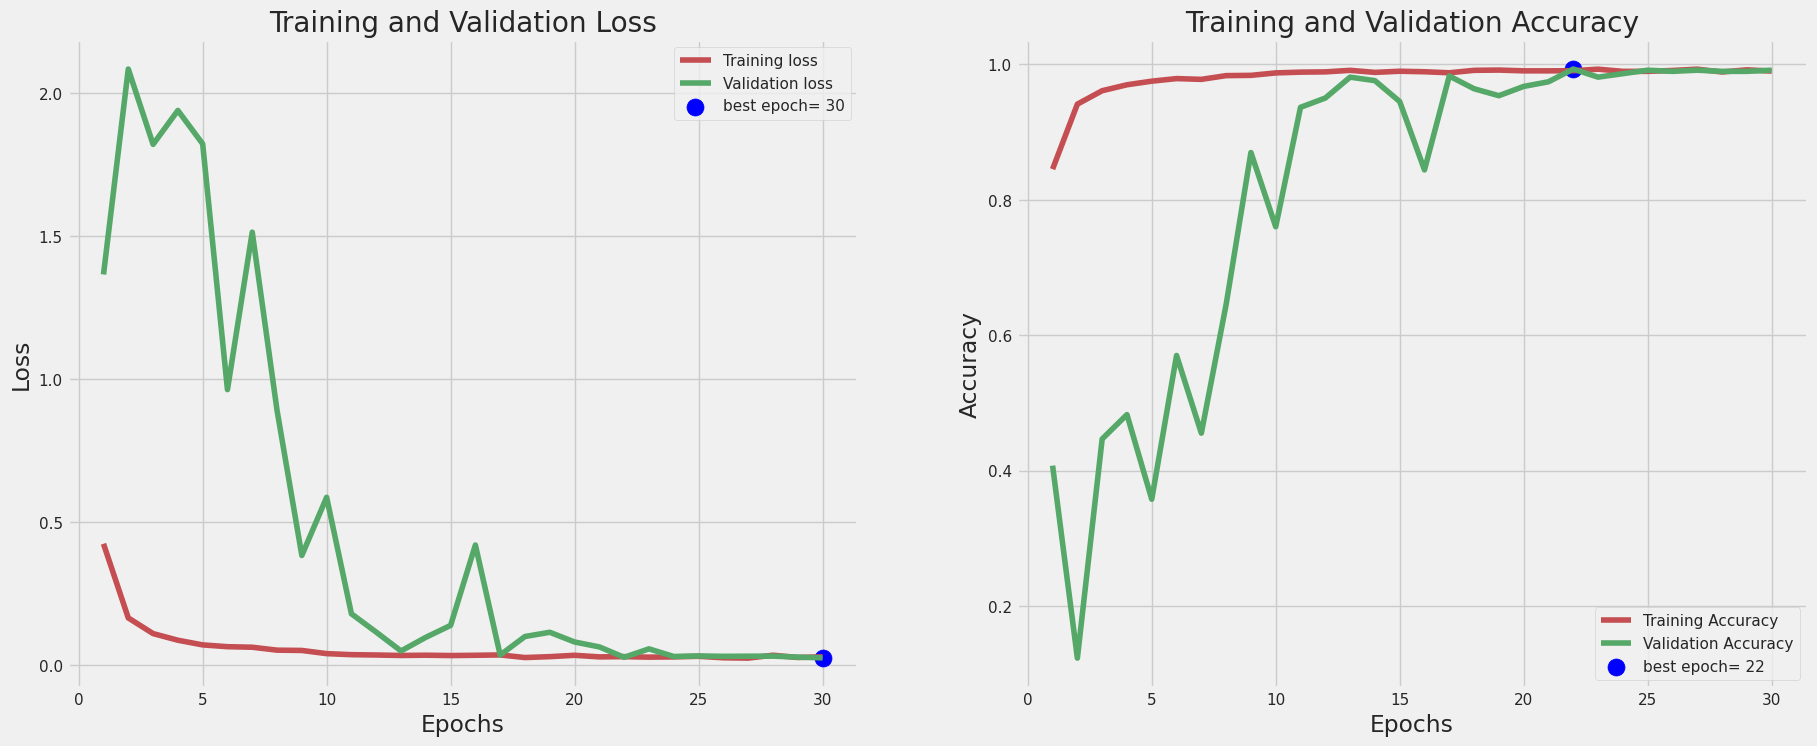 Training and Validation Loss
Training loss
Validation loss
best epoch= 30
Loss
2.0
1.5
1.0
0.5
0.0
0 5 10 15 20 25 30
Epochs
Training and Validation Accuracy
Accuracy
1.0
0.8
0.6
0.4
0.2
Training Accuracy
Validation Accuracy
best epoch= 22
0 5 10 15 20 25 30
Epochs